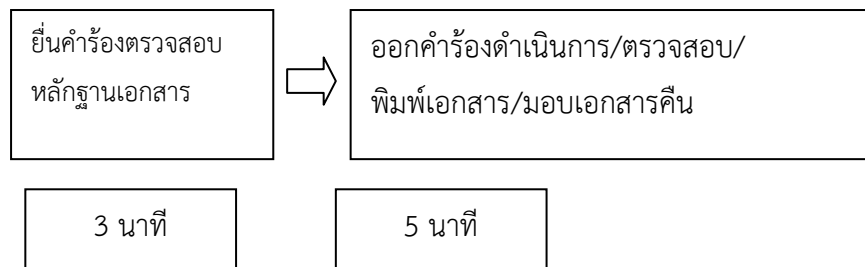 ยื่นคำร้องตรวจสอบ
หลักฐานเอกสาร
ออกคำร้องดำเนินการ/ตรวจสอบ/
พิมพ์เอกสาร/มอบเอกสารคืน
3 นาที
5 นาที